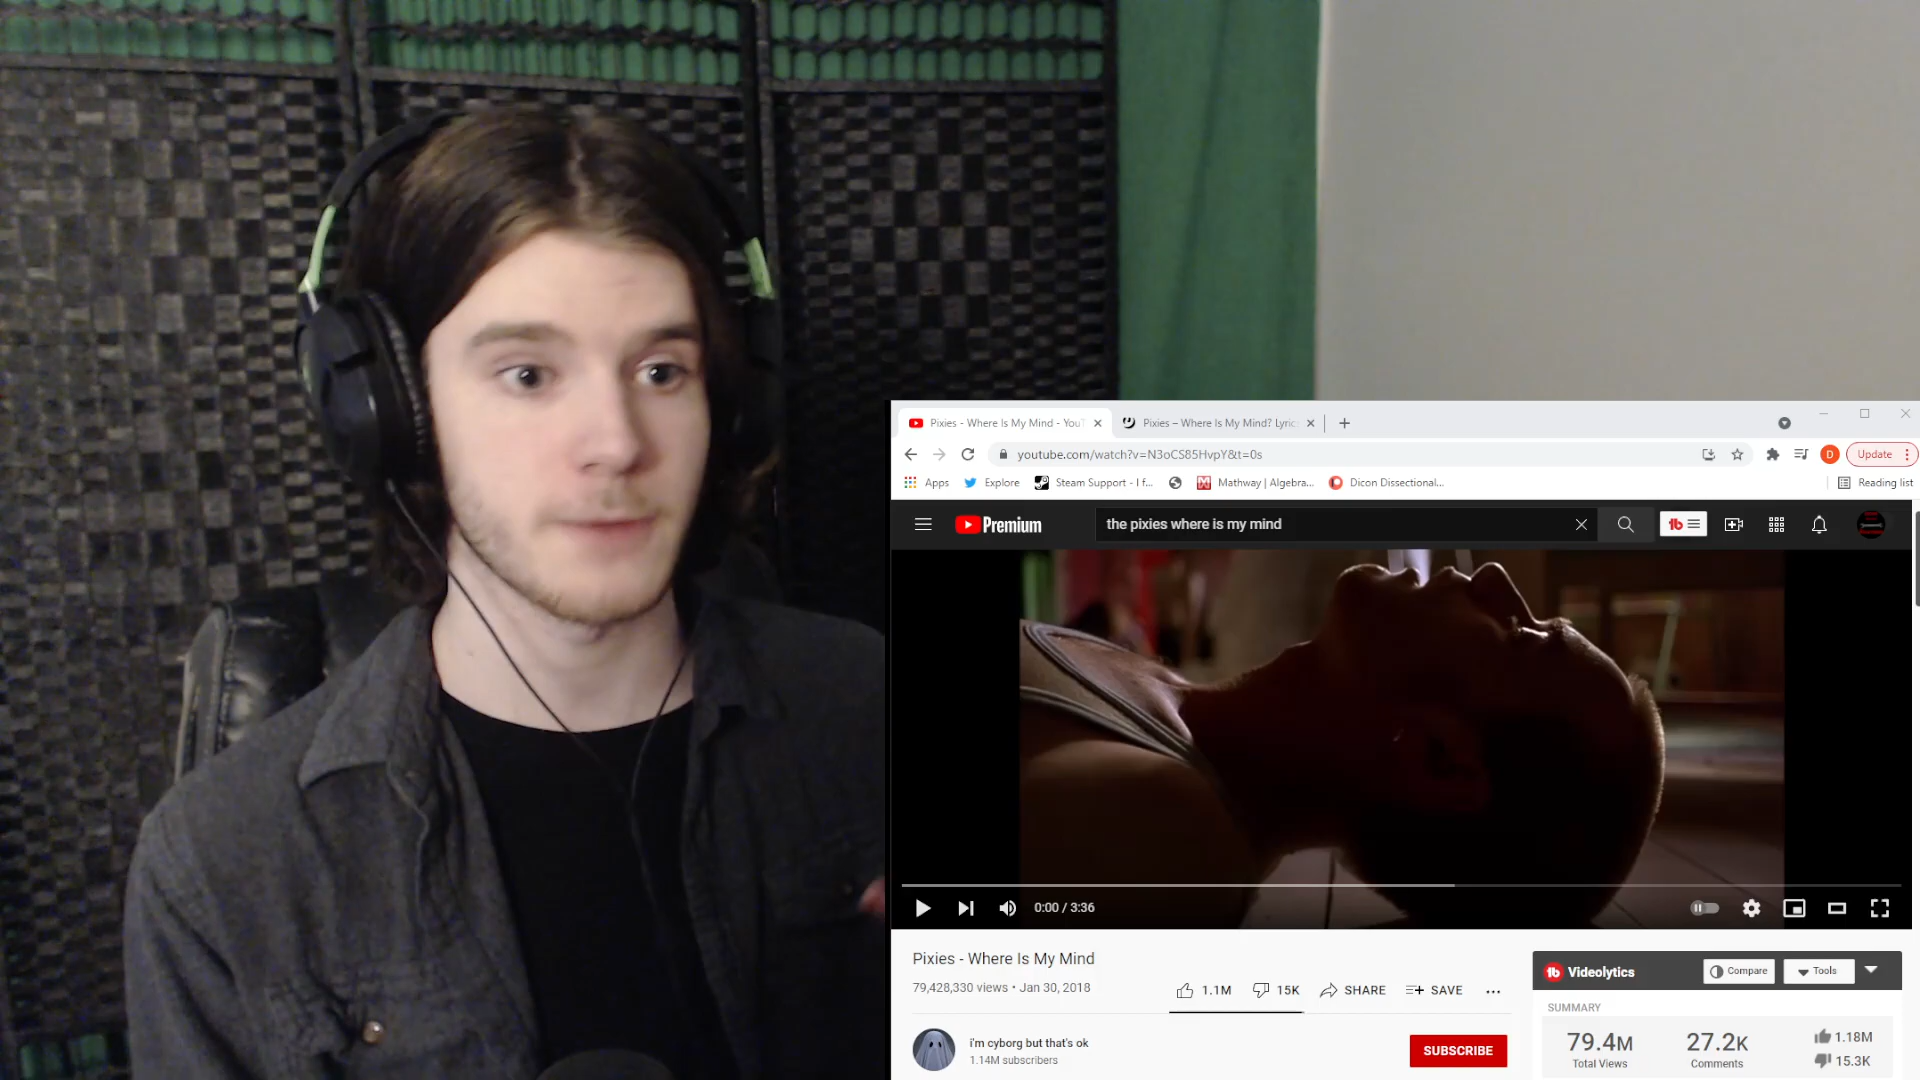 Pixies - Where Is My Mind - YouT
Pixies – Where Is My Mind? Lyric
youtube.com/watch?v=N3oCS85HvpY&t=0s
D
Update
Apps
Explore
Steam Support - I f...
Mathway | Algebra...
Dicon Dissectional...
Reading list
Premium
the pixies where is my mind
0:00 / 3:36
Pixies - Where Is My Mind
79,428,330 views • Jan 30, 2018
1.1M
15K
SHARE
SAVE
i'm cyborg but that's ok
1.14M subscribers
SUBSCRIBE
Videolytics
Compare
Tools
SUMMARY
79.4M
Total Views
27.2K
Comments
1.18M
15.3K